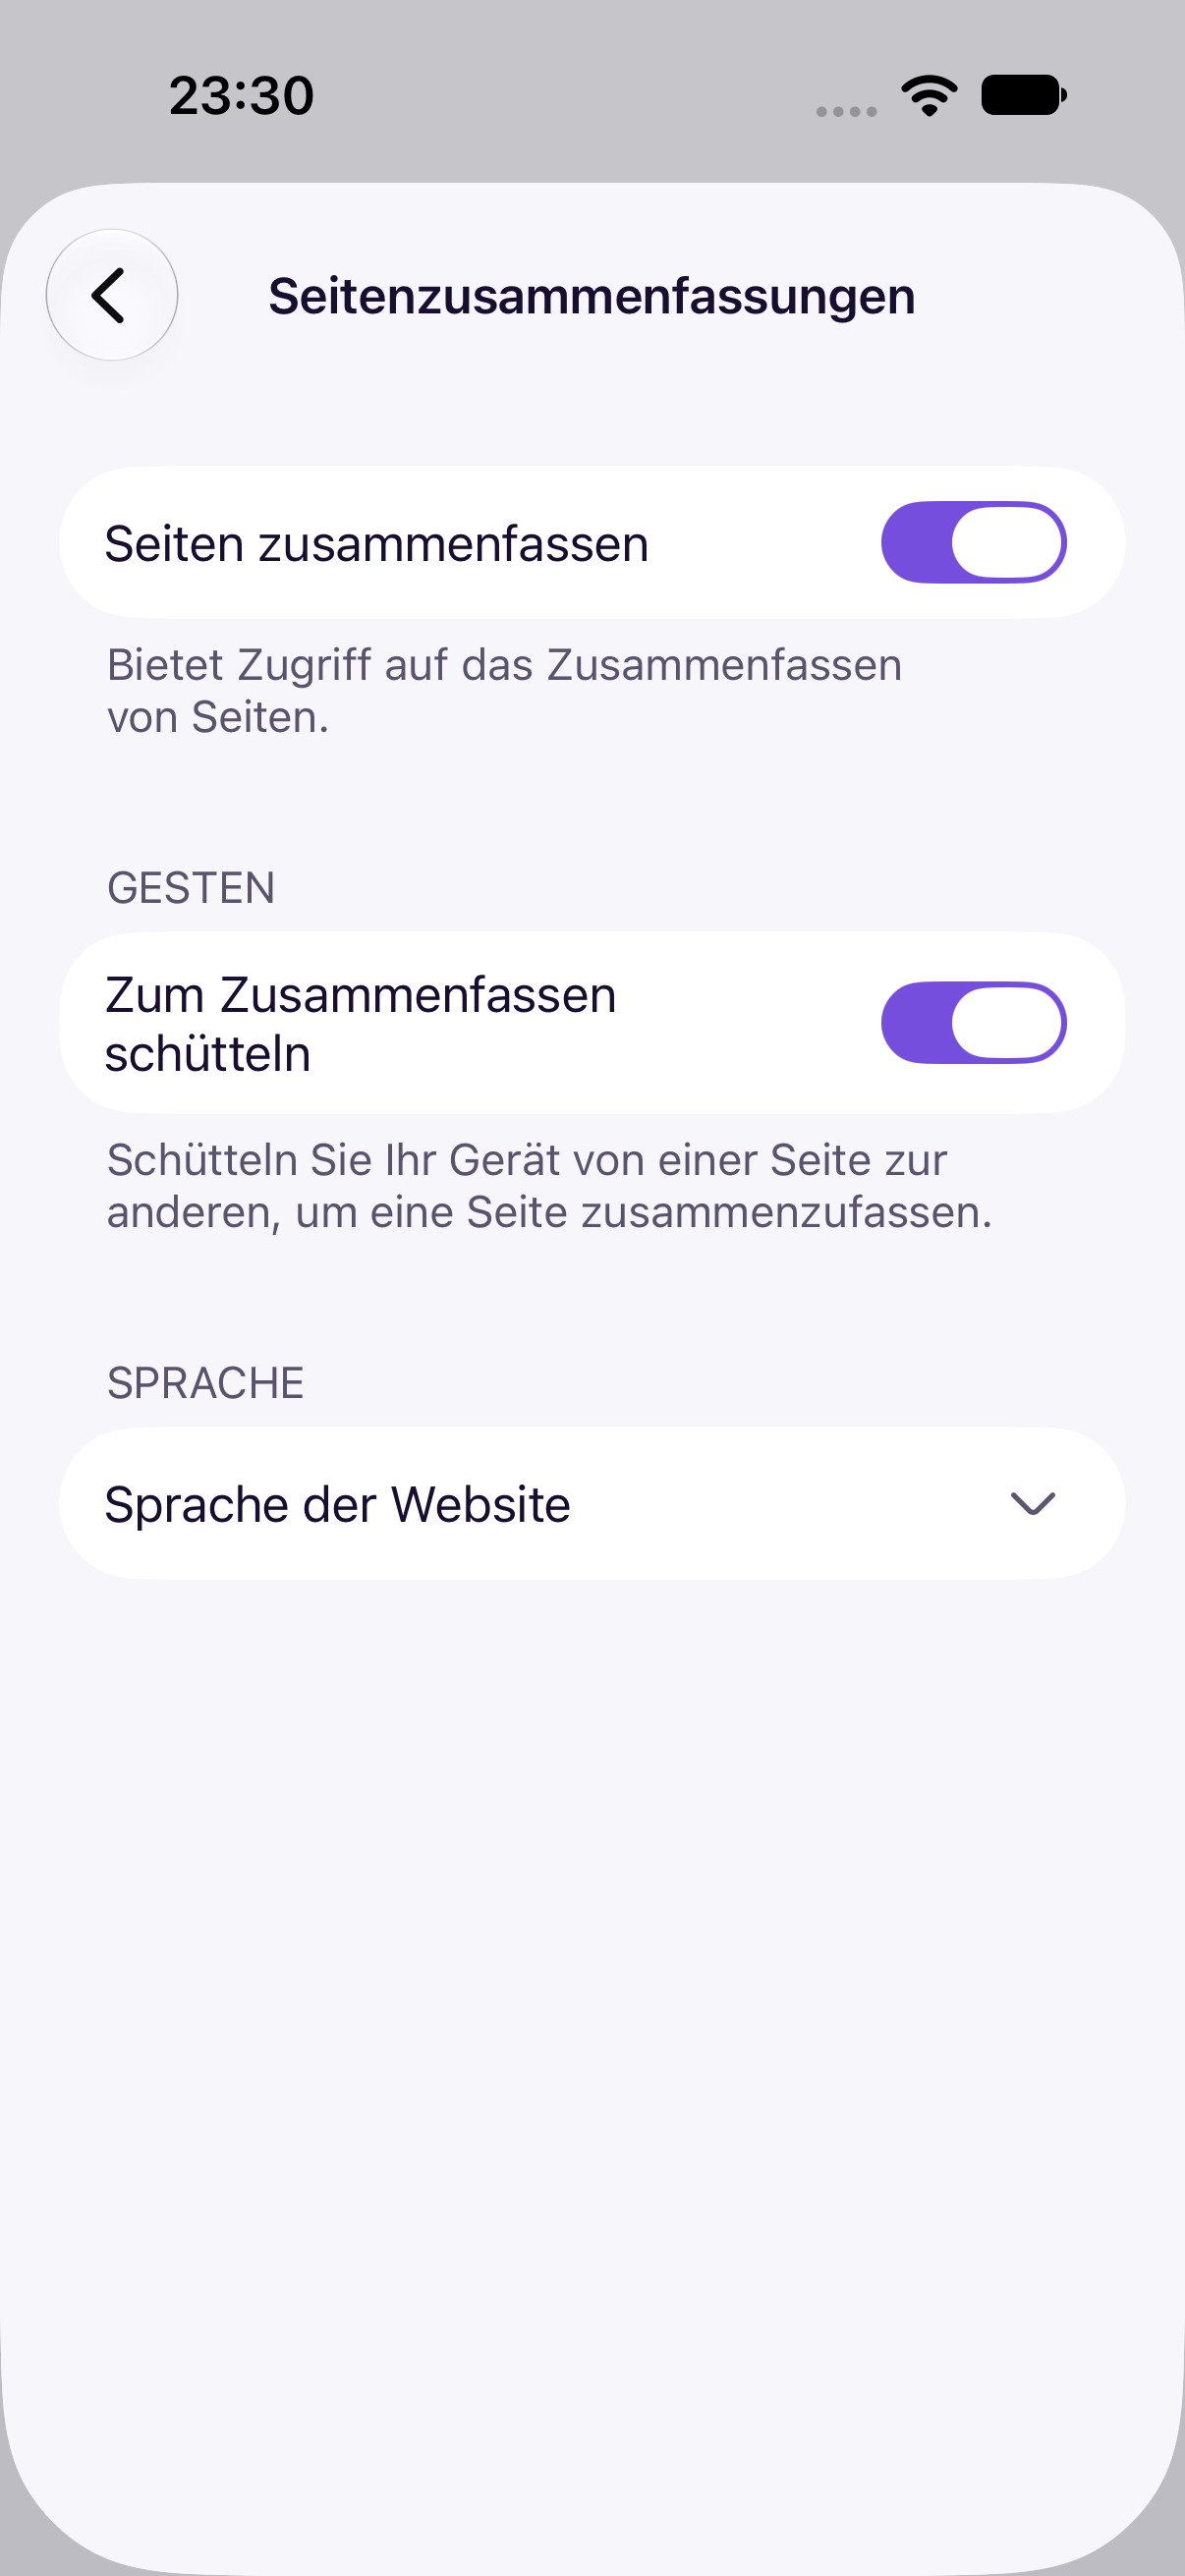 23:30
Seitenzusammenfassungen
Seiten zusammenfassen
Bietet Zugriff auf das Zusammenfassen
von Seiten.
GESTEN
Zum Zusammenfassen
schütteln
Schütteln Sie Ihr Gerät von einer Seite zur
anderen, um eine Seite zusammenzufassen.
SPRACHE
Sprache der Website